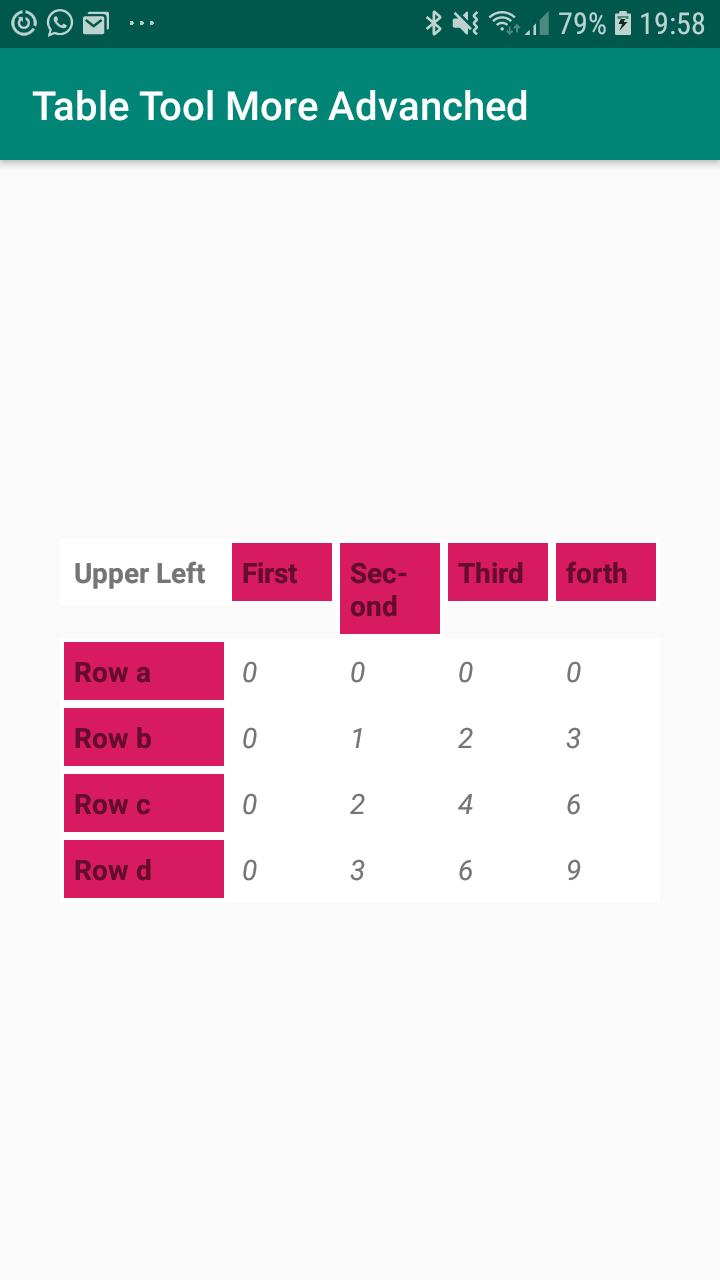 79% 19:58
Table Tool More Advanched
Upper Left First Sec- Third forth
ond
Row a 0 0 0 0
Row b 0 1 2 3
Row c 0 2 4 6
Row d 0 3 6 9